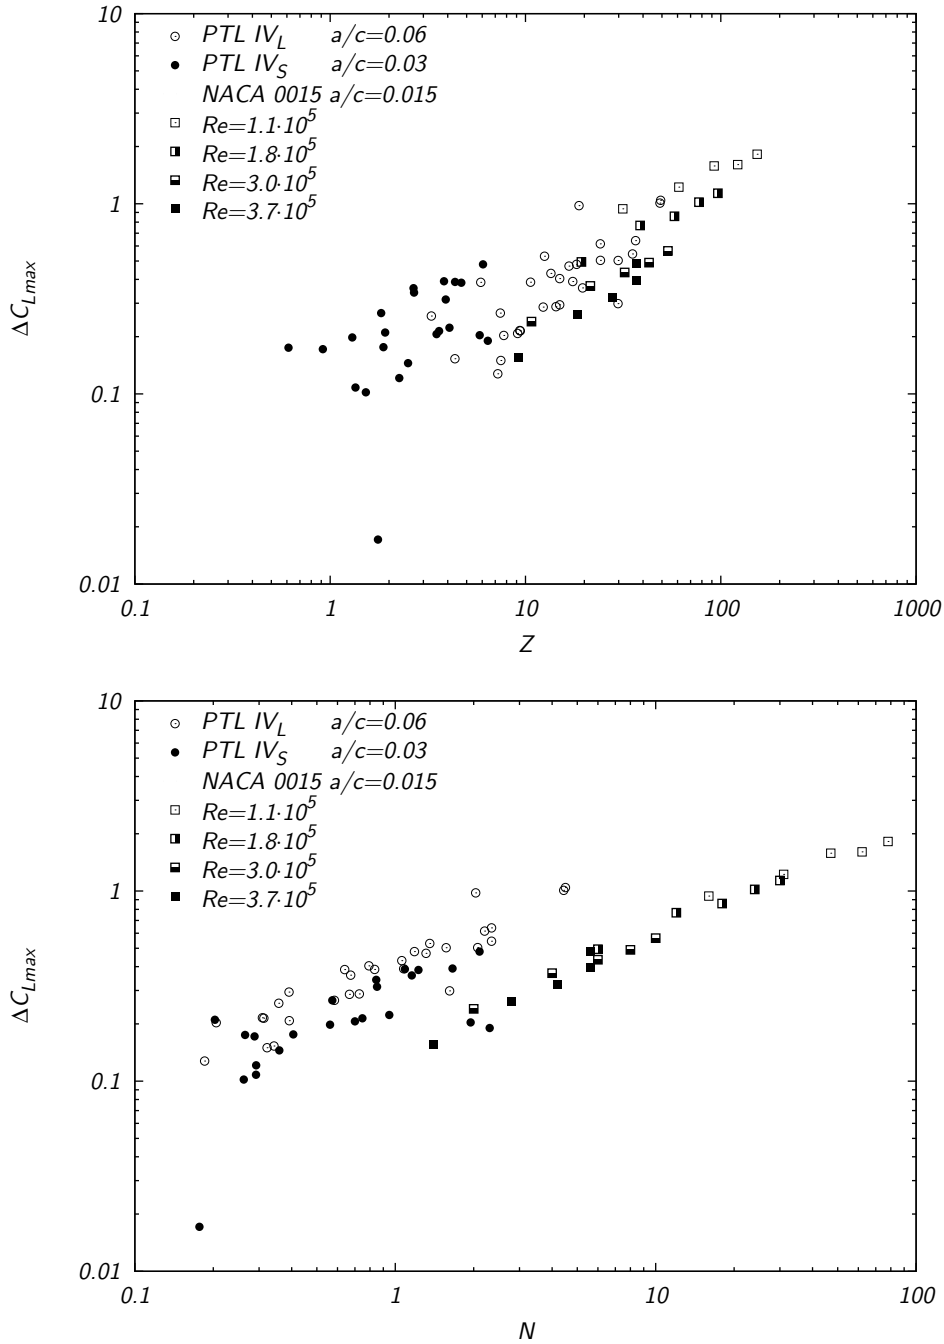 10
PTL IV_L a/c=0.06
PTL IV_S a/c=0.03
NACA 0015 a/c=0.015
Re=1.1·10^5
Re=1.8·10^5
1
Re=3.0·10^5
Re=3.7·10^5
ΔC_Lmax
0.1
0.01
0.1 1 10 100 1000
Z
10
PTL IV_L a/c=0.06
PTL IV_S a/c=0.03
NACA 0015 a/c=0.015
Re=1.1·10^5
Re=1.8·10^5
Re=3.0·10^5
1
Re=3.7·10^5
ΔC_Lmax
0.1
0.01
0.1 1 10 100
N